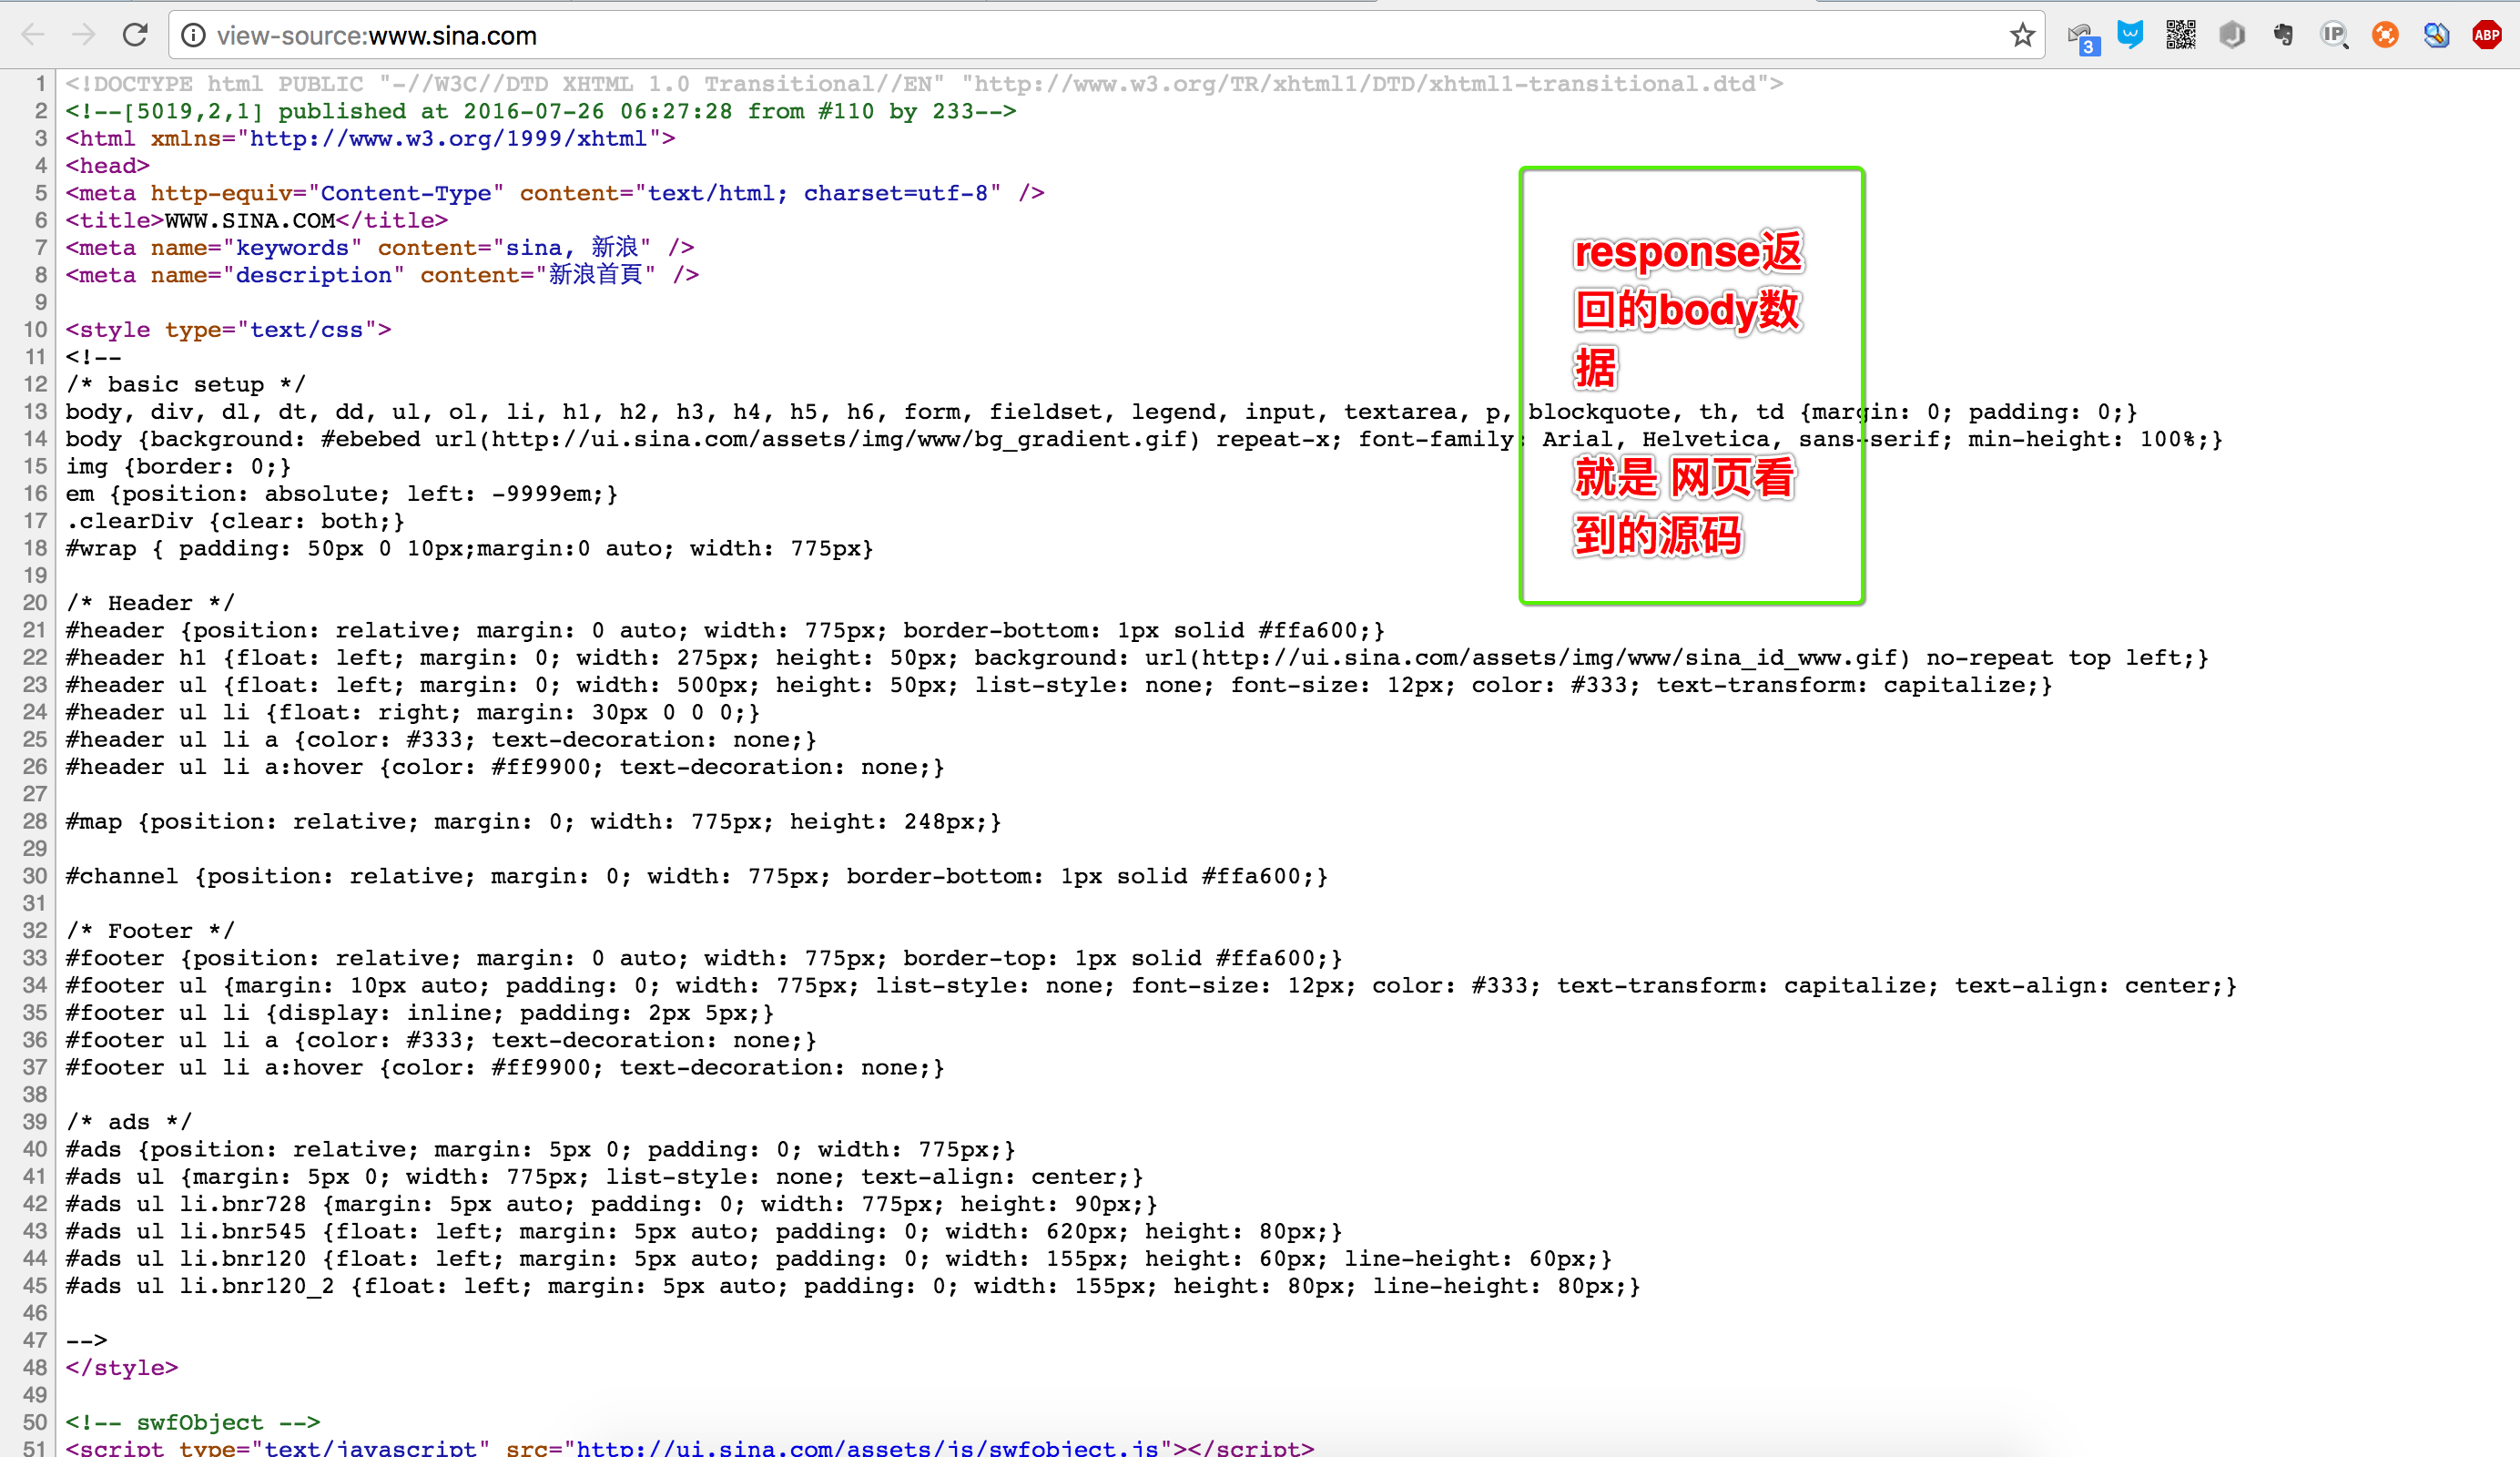 view-source:www.sina.com
3
IP
ABP
1 <!DOCTYPE html PUBLIC "-//W3C//DTD XHTML 1.0 Transitional//EN" "http://www.w3.org/TR/xhtml1/DTD/xhtml1-transitional.dtd">
2 <!--[5019,2,1] published at 2016-07-26 06:27:28 from #110 by 233-->
3 <html xmlns="http://www.w3.org/1999/xhtml">
4 <head>
5 <meta http-equiv="Content-Type" content="text/html; charset=utf-8" />
6 <title>WWW.SINA.COM</title>
7 <meta name="keywords" content="sina, 新浪" />
8 <meta name="description" content="新浪首頁" />
9
10 <style type="text/css">
11 <!--
12 /* basic setup */
13 body, div, dl, dt, dd, ul, ol, li, h1, h2, h3, h4, h5, h6, form, fieldset, legend, input, textarea, p, blockquote, th, td {margin: 0; padding: 0;}
14 body {background: #ebebed url(http://ui.sina.com/assets/img/www/bg_gradient.gif) repeat-x; font-family: Arial, Helvetica, sans-serif; min-height: 100%;}
15 img {border: 0;}
16 em {position: absolute; left: -9999em;}
17 .clearDiv {clear: both;}
18 #wrap { padding: 50px 0 10px;margin:0 auto; width: 775px}
19
20 /* Header */
21 #header {position: relative; margin: 0 auto; width: 775px; border-bottom: 1px solid #ffa600;}
22 #header h1 {float: left; margin: 0; width: 275px; height: 50px; background: url(http://ui.sina.com/assets/img/www/sina_id_www.gif) no-repeat top left;}
23 #header ul {float: left; margin: 0; width: 500px; height: 50px; list-style: none; font-size: 12px; color: #333; text-transform: capitalize;}
24 #header ul li {float: right; margin: 30px 0 0 0;}
25 #header ul li a {color: #333; text-decoration: none;}
26 #header ul li a:hover {color: #ff9900; text-decoration: none;}
27
28 #map {position: relative; margin: 0; width: 775px; height: 248px;}
29
30 #channel {position: relative; margin: 0; width: 775px; border-bottom: 1px solid #ffa600;}
31
32 /* Footer */
33 #footer {position: relative; margin: 0 auto; width: 775px; border-top: 1px solid #ffa600;}
34 #footer ul {margin: 10px auto; padding: 0; width: 775px; list-style: none; font-size: 12px; color: #333; text-transform: capitalize; text-align: center;}
35 #footer ul li {display: inline; padding: 2px 5px;}
36 #footer ul li a {color: #333; text-decoration: none;}
37 #footer ul li a:hover {color: #ff9900; text-decoration: none;}
38
39 /* ads */
40 #ads {position: relative; margin: 5px 0; padding: 0; width: 775px;}
41 #ads ul {margin: 5px 0; width: 775px; list-style: none; text-align: center;}
42 #ads ul li.bnr728 {margin: 5px auto; padding: 0; width: 775px; height: 90px;}
43 #ads ul li.bnr545 {float: left; margin: 5px auto; padding: 0; width: 620px; height: 80px;}
44 #ads ul li.bnr120 {float: left; margin: 5px auto; padding: 0; width: 155px; height: 60px; line-height: 60px;}
45 #ads ul li.bnr120_2 {float: left; margin: 5px auto; padding: 0; width: 155px; height: 80px; line-height: 80px;}
46
47 -->
48 </style>
49
50 <!-- swfObject -->
51 <script type="text/javascript" src="http://ui.sina.com/assets/js/swfobject.js"></script>
response返
回的body数
据
就是 网页看
到的源码